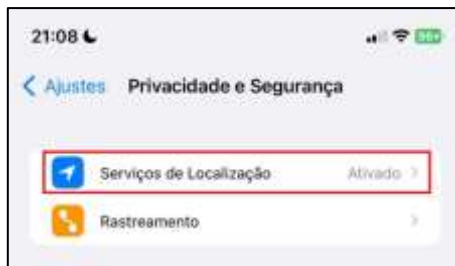 21:08
Ajustes Privacidade e Segurança
Serviços de Localização Ativado
Rastreamento